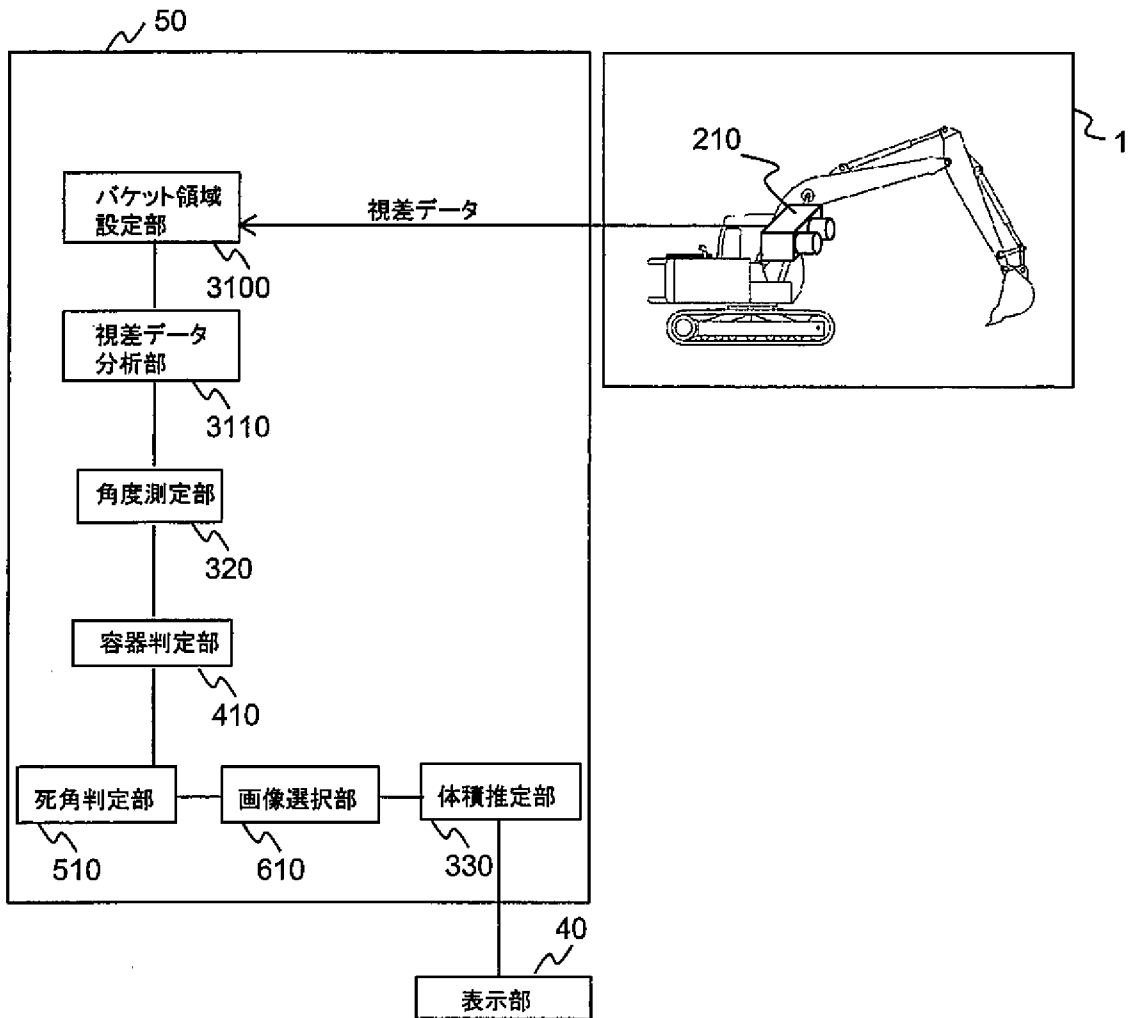 50
1
210
バケット領域
設定部
視差データ
3100
視差データ
分析部
3110
角度測定部
320
容器判定部
410
死角判定部
画像選択部
体積推定部
510
610
330
40
表示部